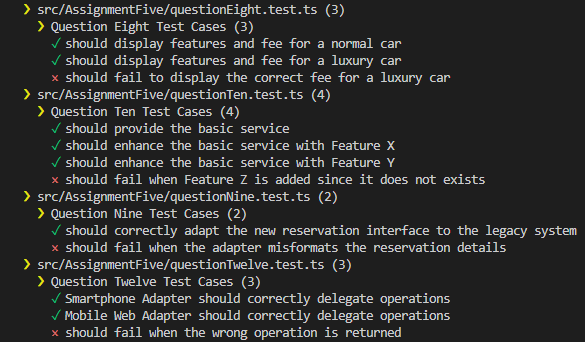 ❯ src/AssignmentFive/questionEight.test.ts (3)
❯ Question Eight Test Cases (3)
✓ should display features and fee for a normal car
✓ should display features and fee for a luxury car
× should fail to display the correct fee for a luxury car
❯ src/AssignmentFive/questionTen.test.ts (4)
❯ Question Ten Test Cases (4)
✓ should provide the basic service
✓ should enhance the basic service with Feature X
✓ should enhance the basic service with Feature Y
× should fail when Feature Z is added since it does not exists
❯ src/AssignmentFive/questionNine.test.ts (2)
❯ Question Nine Test Cases (2)
✓ should correctly adapt the new reservation interface to the legacy system
× should fail when the adapter misformats the reservation details
❯ src/AssignmentFive/questionTwelve.test.ts (3)
❯ Question Twelve Test Cases (3)
✓ Smartphone Adapter should correctly delegate operations
✓ Mobile Web Adapter should correctly delegate operations
× should fail when the wrong operation is returned